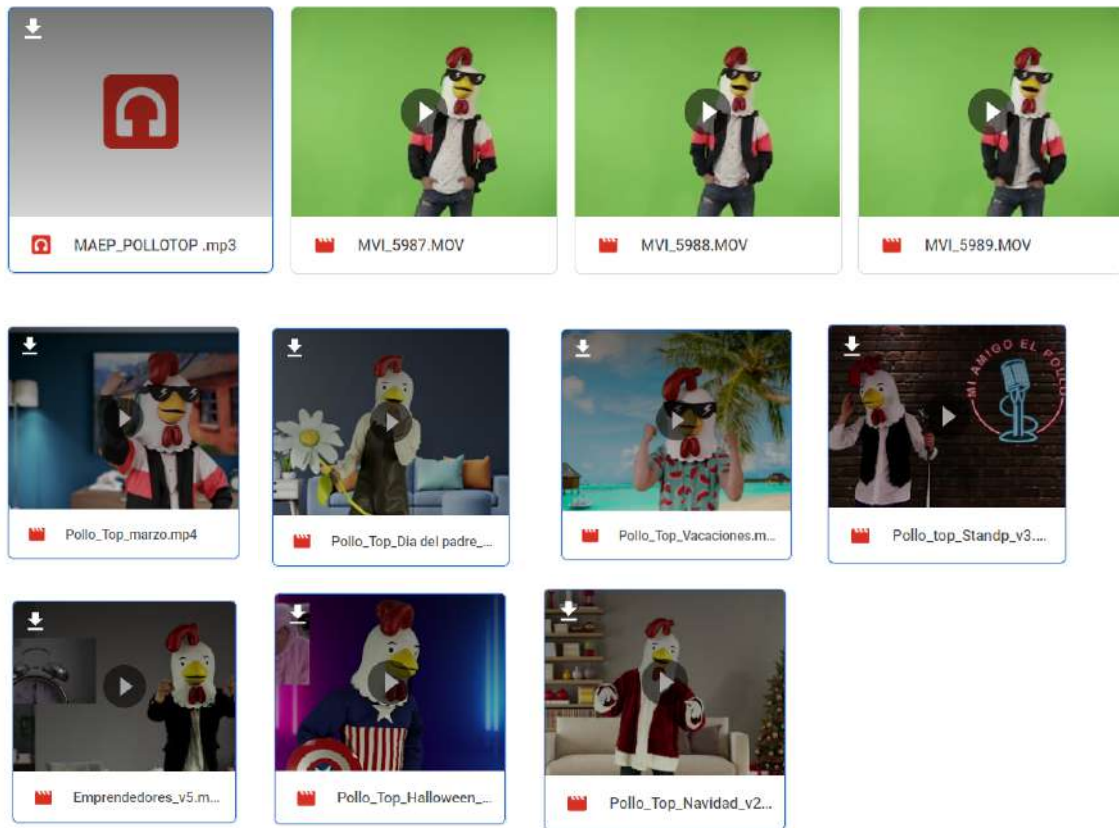 MAEP_POLLOTOP .mp3
MVI_5987.MOV
MVI_5988.MOV
MVI_5989.MOV
MI AMIGO EL POLLO
Pollo_Top_marzo.mp4
Pollo_Top_Dia del padre_...
Pollo_Top_Vacaciones.m...
Pollo_top_Standp_v3....
Emprendedores_v5.m...
Pollo_Top_Halloween_...
Pollo_Top_Navidad_v2...